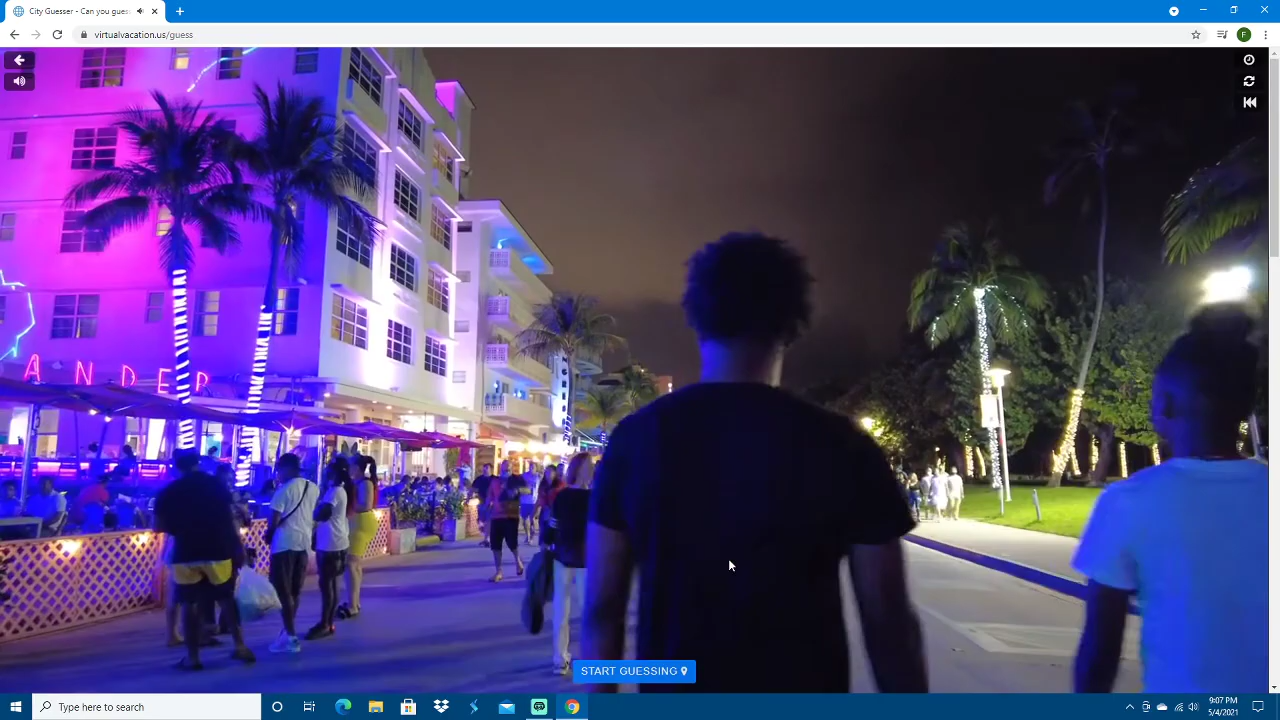 City Guesser - Can you gues
virtualvacation.us/guess
F
ANDER
START GUESSING
Type here to search
9:07 PM
5/4/2021